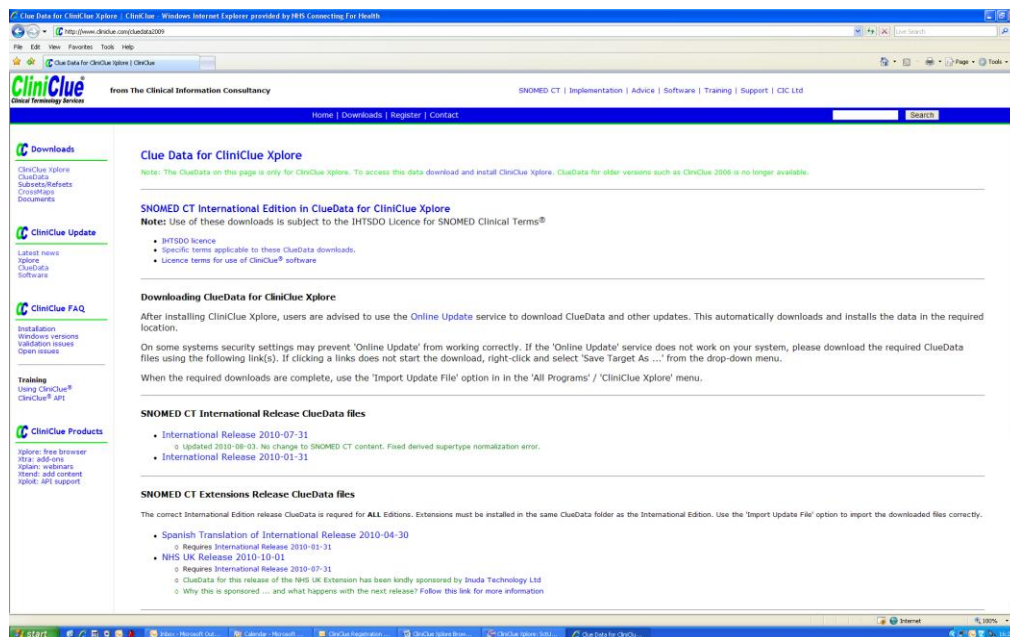 Clue Data for CliniClue Xplore | CliniClue - Windows Internet Explorer provided by NHS Connecting For Health
http://www.cliniclue.com/cluedata2009
Live Search
File Edit View Favorites Tools Help
Clue Data for CliniClue Xplore | CliniClue
Page Tools
CliniClue
Clinical Terminology Services
from The Clinical Information Consultancy
SNOMED CT | Implementation | Advice | Software | Training | Support | CIC Ltd
Home | Downloads | Register | Contact
Search
Downloads
CliniClue Xplore
ClueData
Subsets/Refsets
CrossMaps
Documents
CliniClue Update
Latest news
Xplore
ClueData
Software
CliniClue FAQ
Installation
Windows versions
Validation issues
Open issues
Training
Using CliniClue®
CliniClue® API
CliniClue Products
Xplore: free browser
Xtra: add-ons
Xplain: webinars
Xtend: add content
Xploit: API support
Clue Data for CliniClue Xplore
Note: The ClueData on this page is only for CliniClue Xplore. To access this data download and install CliniClue Xplore. ClueData for older versions such as CliniClue 2006 is no longer available.
SNOMED CT International Edition in ClueData for CliniClue Xplore
Note: Use of these downloads is subject to the IHTSDO Licence for SNOMED Clinical Terms®
• IHTSDO licence
• Specific terms applicable to these ClueData downloads.
• Licence terms for use of CliniClue® software
Downloading ClueData for CliniClue Xplore
After installing CliniClue Xplore, users are advised to use the Online Update service to download ClueData and other updates. This automatically downloads and installs the data in the required
location.
On some systems security settings may prevent 'Online Update' from working correctly. If the 'Online Update' service does not work on your system, please download the required ClueData
files using the following link(s). If clicking a links does not start the download, right-click and select 'Save Target As ...' from the drop-down menu.
When the required downloads are complete, use the 'Import Update File' option in in the 'All Programs' / 'CliniClue Xplore' menu.
SNOMED CT International Release ClueData files
• International Release 2010-07-31
o Updated 2010-08-03. No change to SNOMED CT content. Fixed derived supertype normalization error.
• International Release 2010-01-31
SNOMED CT Extensions Release ClueData files
The correct International Edition release ClueData is requred for ALL Editions. Extensions must be installed in the same ClueData folder as the International Edition. Use the 'Import Update File' option to import the downloaded files correctly.
• Spanish Translation of International Release 2010-04-30
o Requires International Release 2010-01-31
• NHS UK Release 2010-10-01
o Requires International Release 2010-07-31
o ClueData for this release of the NHS UK Extension has been kindly sponsored by Inuda Technology Ltd
o Why this is sponsored ... and what happens with the next release? Follow this link for more information
Internet
100%
start
Inbox - Microsoft Out...
Calendar - Microsoft ...
CliniClue Registration ...
CliniClue Xplore Brow...
CliniClue Xplore: SctU...
Clue Data for CliniClu...